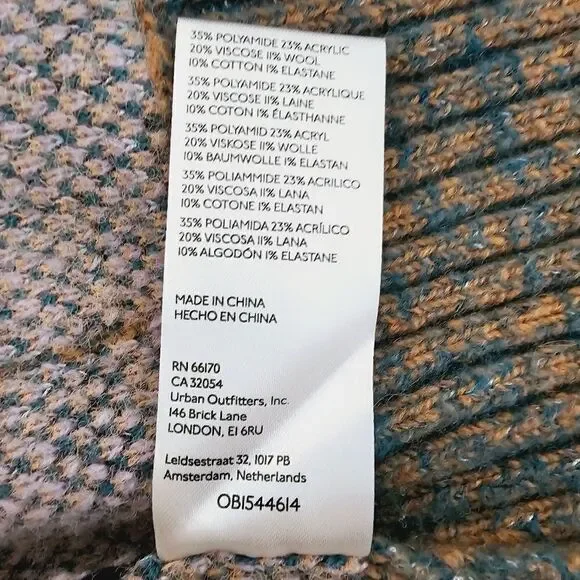 35% POLYAMIDE 23% ACRYLIC
20% VISCOSE 11% WOOL
10% COTTON 1% ELASTANE
35% POLYAMIDE 23% ACRYLIQUE
20% VISCOSE 11% LAINE
10% COTON 1% ÉLASTHANNE
35% POLYAMID 23% ACRYL
20% VISKOSE 11% WOLLE
10% BAUMWOLLE 1% ELASTAN
35% POLIAMMIDE 23% ACRILICO
20% VISCOSA 11% LANA
10% COTONE 1% ELASTAN
35% POLIAMIDA 23% ACRÍLICO
20% VISCOSA 11% LANA
10% ALGODÓN 1% ELASTANE
MADE IN CHINA
HECHO EN CHINA
RN 66170
CA 32054
Urban Outfitters, Inc.
146 Brick Lane
LONDON, E1 6RU
Leidsestraat 32, 1017 PB
Amsterdam, Netherlands
OB1544614